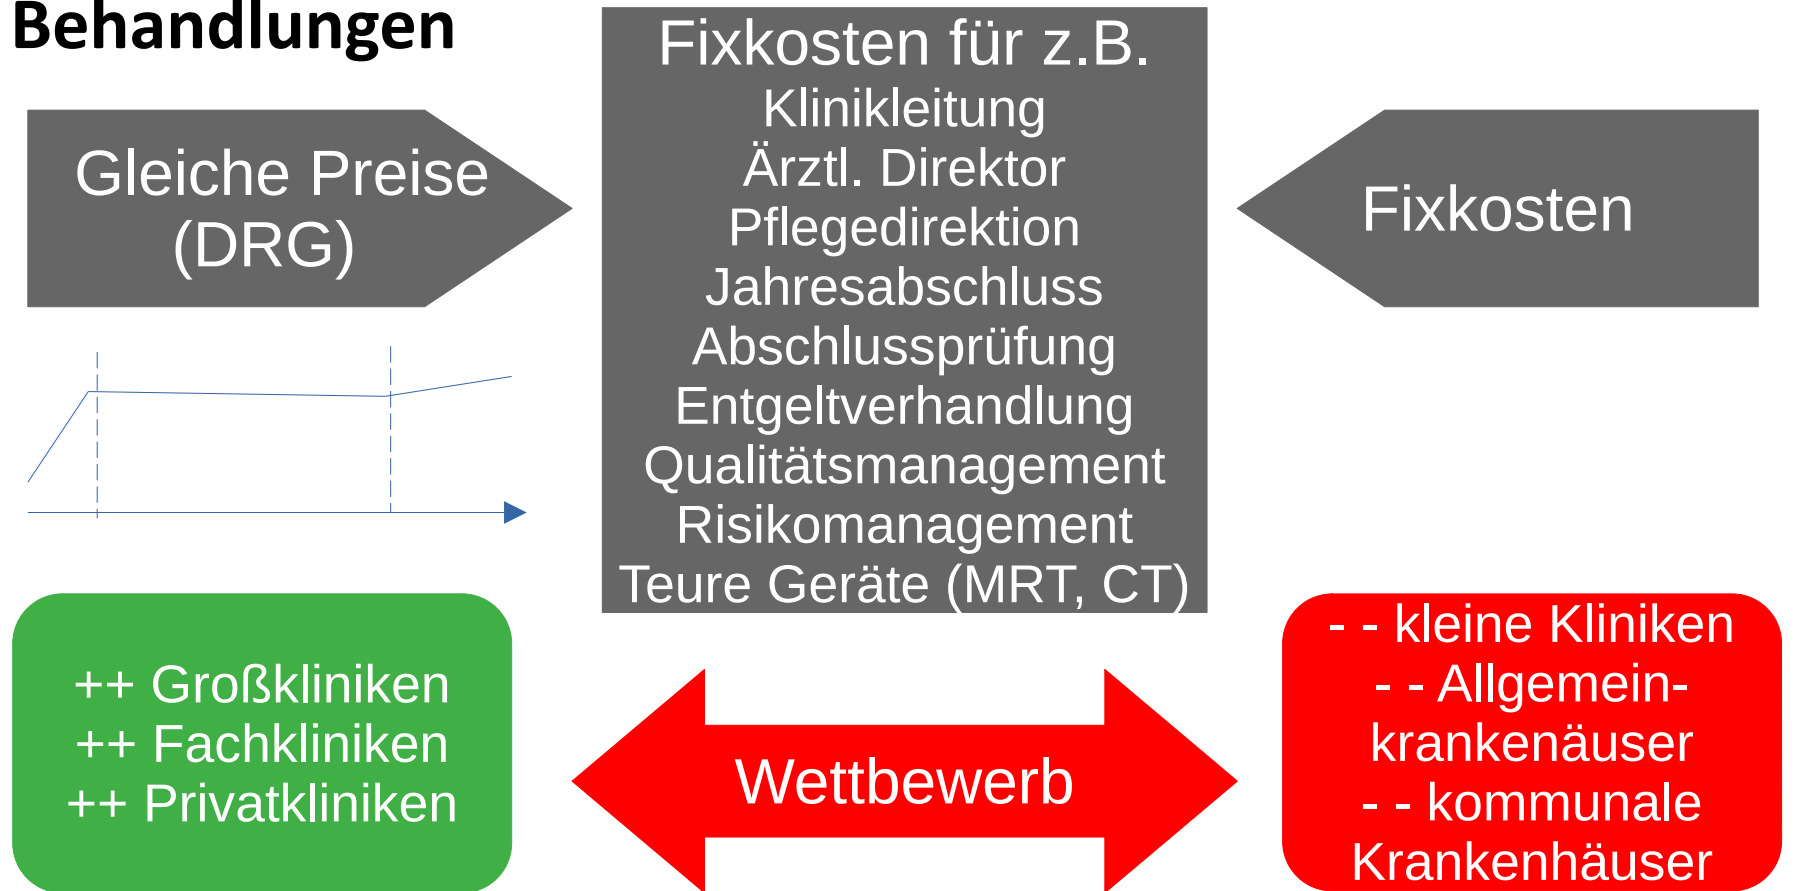 Behandlungen
Gleiche Preise
(DRG)
Fixkosten für z.B.
Klinikleitung
Ärztl. Direktor
Pflegedirektion
Jahresabschluss
Abschlussprüfung
Entgeltverhandlung
Qualitätsmanagement
Risikomanagement
Teure Geräte (MRT, CT)
Fixkosten
++ Großkliniken
++ Fachkliniken
++ Privatkliniken
Wettbewerb
- - kleine Kliniken
- - Allgemein-
krankenäuser
- - kommunale
Krankenhäuser